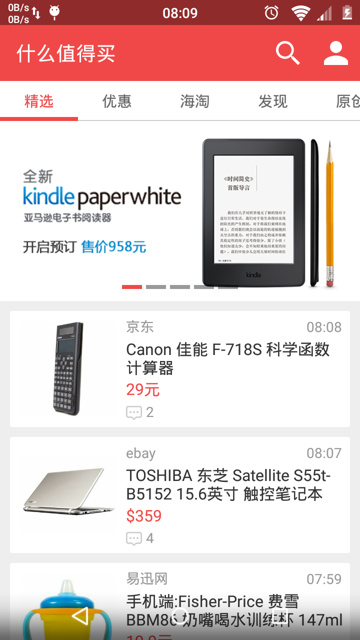 0B/s
0B/s
08:09
什么值得买
精选 优惠 海淘 发现 原创
全新
kindle paperwhite
亚马逊电子书阅读器
开启预订 售价958元
《时间简史》
首版导言
kindle
京东 08:08
Canon 佳能 F-718S 科学函数
计算器
29元
2
ebay 08:07
TOSHIBA 东芝 Satellite S55t-
B5152 15.6英寸 触控笔记本
$359
4
易迅网 07:59
手机端:Fisher-Price 费雪
BBM8 奶嘴喝水训练杯 147ml